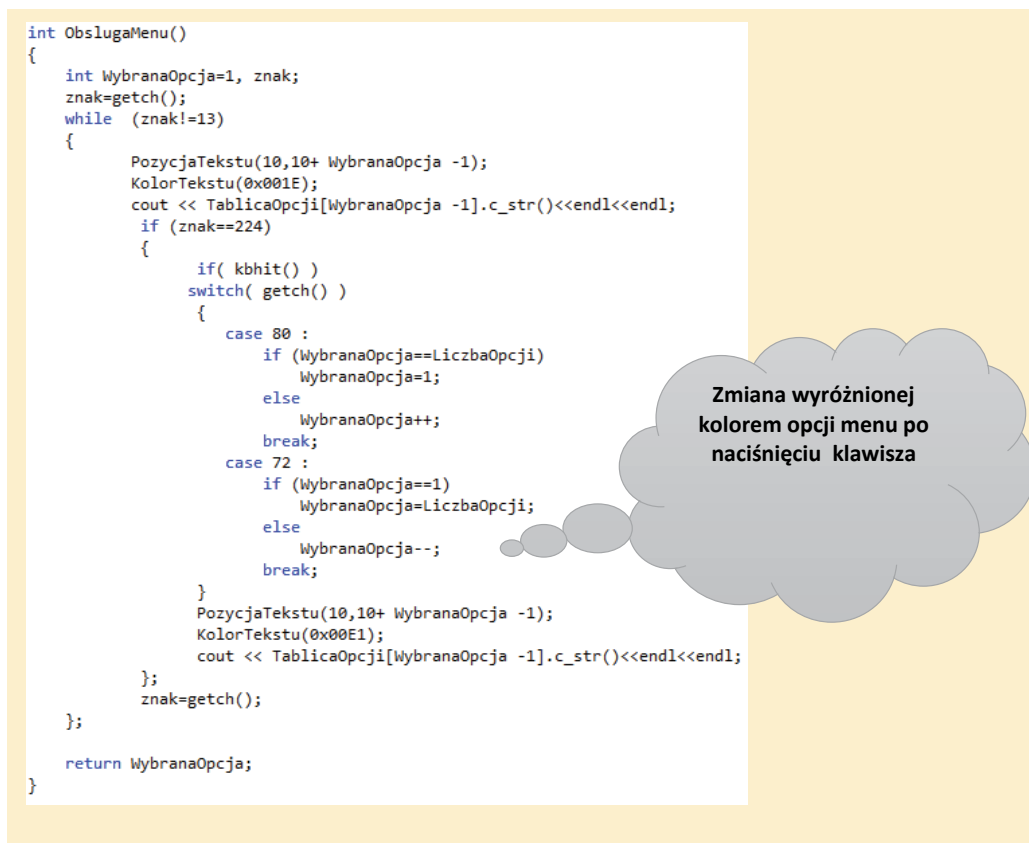 int ObslugaMenu()
{
    int WybranaOpcja=1, znak;
    znak=getch();
    while  (znak!=13)
    {
           PozycjaTekstu(10,10+ WybranaOpcja -1);
           KolorTekstu(0x001E);
           cout << TablicaOpcji[WybranaOpcja -1].c_str()<<endl<<endl;
            if (znak==224)
            {
                  if( kbhit() )
                 switch( getch() )
                  {
                     case 80 :
                         if (WybranaOpcja==LiczbaOpcji)
                             WybranaOpcja=1;
                         else
                             WybranaOpcja++;
                         break;
                     case 72 :
                         if (WybranaOpcja==1)
                             WybranaOpcja=LiczbaOpcji;
                         else
                             WybranaOpcja--;
                         break;
                  }
                  PozycjaTekstu(10,10+ WybranaOpcja -1);
                  KolorTekstu(0x00E1);
                  cout << TablicaOpcji[WybranaOpcja -1].c_str()<<endl<<endl;
            };
            znak=getch();
    };

    return WybranaOpcja;
}
Zmiana wyróżnionej
kolorem opcji menu po
naciśnięciu klawisza